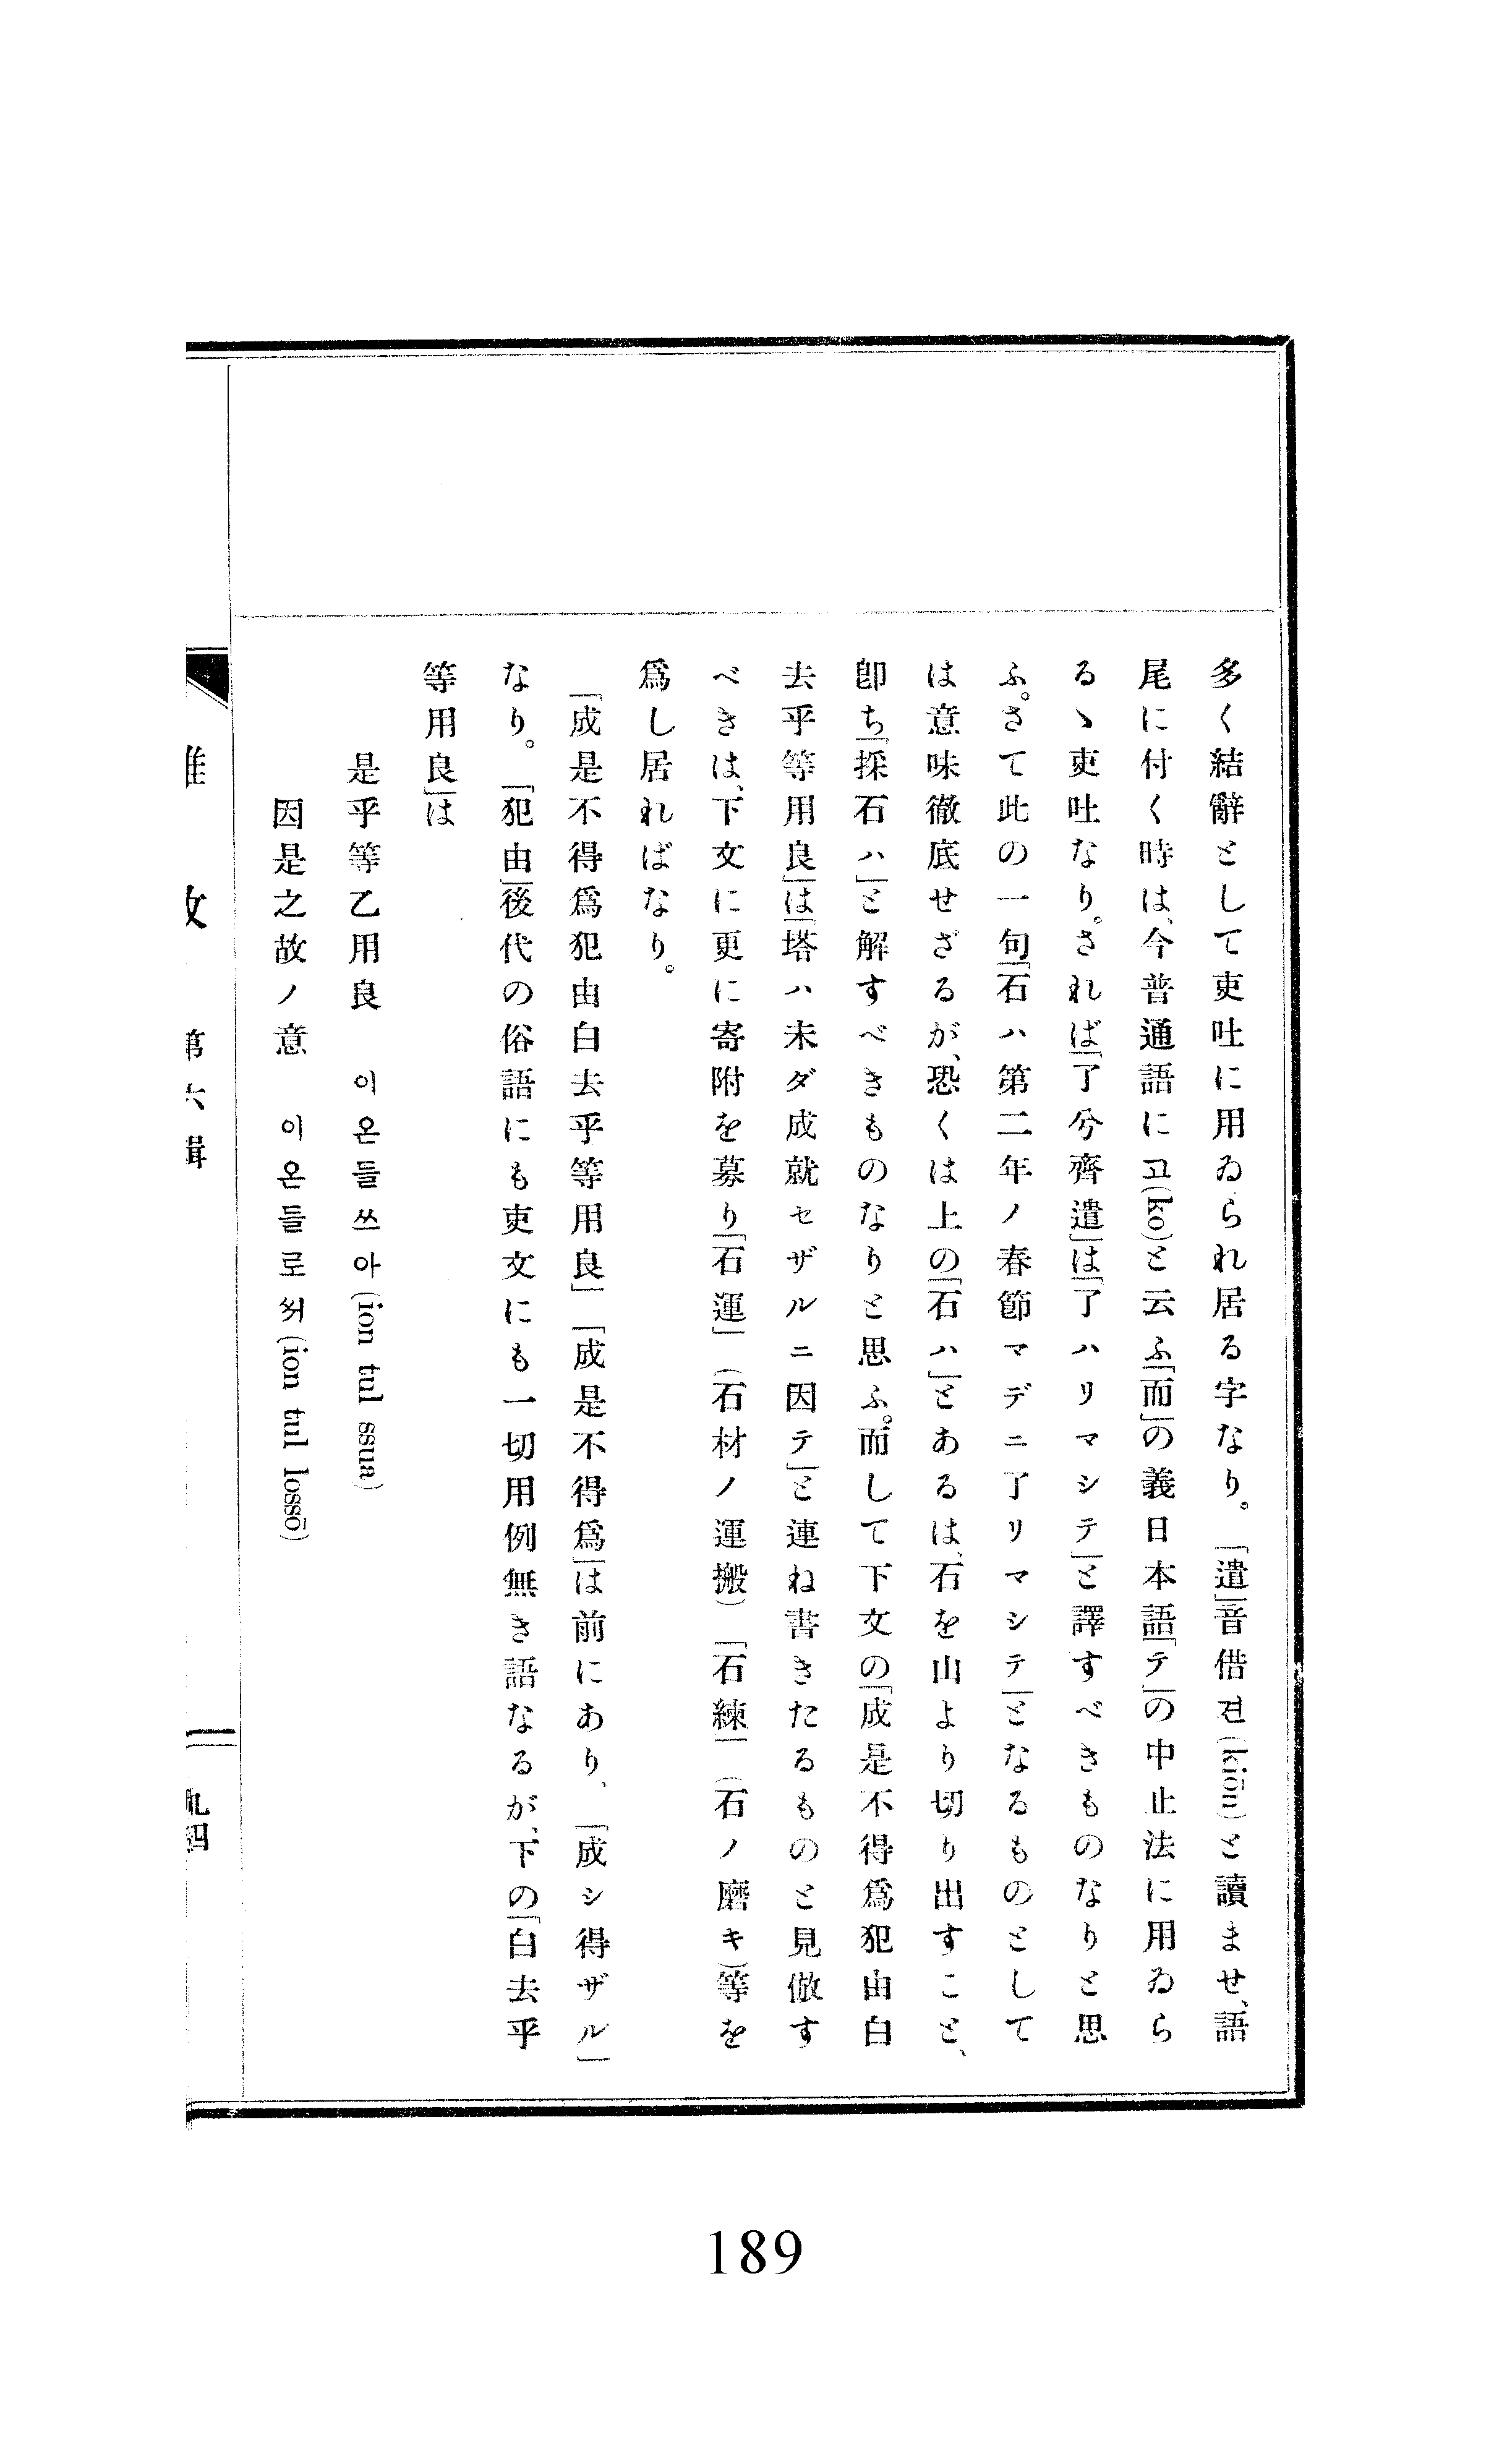 多く結辭として吏吐に用ゐられ居る字なり。「遣」音借견(kiōn)と讀ませ、語
尾に付く時は、今普通語に고(ko)と云ふ「而」の義日本語「テ」の中止法に用ゐら
るゝ吏吐なり。されば「了兮齊遣」は「了ハリマシテ」と譯すべきものなりと思
ふ。さて此の一句「石ハ第二年ノ春節マデニ了リマシテ」となるものとして
は意味徹底せざるが、恐くは上の「石ハ」とあるは、石を山より切り出すこと、
卽ち「採石ハ」と解すべきものなりと思ふ。而して下文の「成是不得爲犯由白
去乎等用良」は「塔ハ未ダ成就セザルニ因テ」と連ね書きたるものと見倣す
べきは、下文に更に寄附を募り「石運」(石材ノ運搬)「石練」(石ノ磨キ)等を
爲し居ればなり。
「成是不得爲犯由白去乎等用良」「成是不得爲」は前にあり、「成シ得ザル」
なり。「犯由」後代の俗語にも吏文にも一切用例無き語なるが、下の「白去乎
等用良」は
是乎等乙用良 이온들쓰아(ion tul ssua)
因是之故ノ意 이온들로써(ion tul lossō)
雜攷 第六輯
九四
189